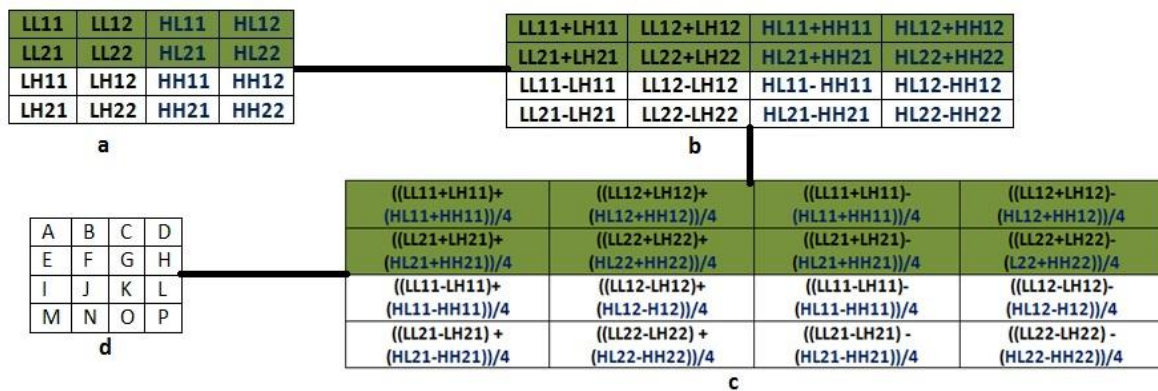 LL11 LL12 HL11 HL12
LL21 LL22 HL21 HL22
LH11 LH12 HH11 HH12
LH21 LH22 HH21 HH22
a
LL11+LH11 LL12+LH12 HL11+HH11 HL12+HH12
LL21+LH21 LL22+LH22 HL21+HH21 HL22+HH22
LL11-LH11 LL12-LH12 HL11- HH11 HL12-HH12
LL21-LH21 LL22-LH22 HL21-HH21 HL22-HH22
b
((LL11+LH11)+ ((LL12+LH12)+ ((LL11+LH11)- ((LL12+LH12)-
(HL11+HH11))/4 (HL12+HH12))/4 (HL11+HH11))/4 (HL12+HH12))/4
((LL21+LH21)+ ((LL22+LH22)+ ((LL21+LH21)- ((LL22+LH22)-
(HL21+HH21))/4 (HL22+HH22))/4 (HL21+HH21))/4 (L22+HH22))/4
((LL11-LH11)+ ((LL12-LH12)+ ((LL11-LH11)- ((LL12-LH12)-
(HL11-HH11))/4 (HL12-H12))/4 (HL11-HH11))/4 (HL12-H12))/4
((LL21-LH21) + ((LL22-LH22) + ((LL21-LH21) - ((LL22-LH22) -
(HL21-HH21))/4 (HL22-HH22))/4 (HL21-HH21))/4 (HL22-HH22))/4
c
A B C D
E F G H
I J K L
M N O P
d